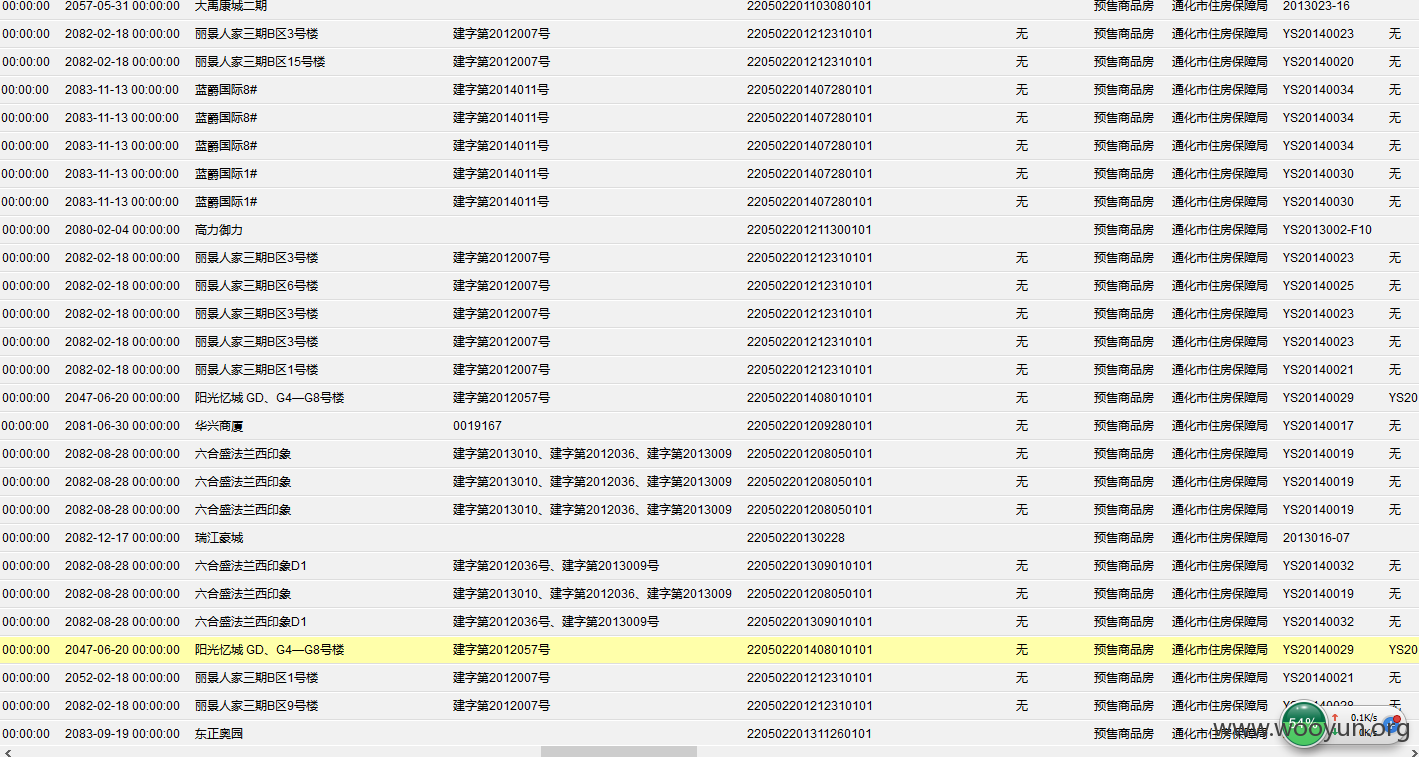 00:00:00 2057-05-31 00:00:00 大禹康城二期 220502201103080101 预售商品房 通化市住房保障局 2013023-16
00:00:00 2082-02-18 00:00:00 丽景人家三期B区3号楼 建字第2012007号 220502201212310101 无 预售商品房 通化市住房保障局 YS20140023 无
00:00:00 2082-02-18 00:00:00 丽景人家三期B区15号楼 建字第2012007号 220502201212310101 无 预售商品房 通化市住房保障局 YS20140020 无
00:00:00 2083-11-13 00:00:00 蓝爵国际8# 建字第2014011号 220502201407280101 无 预售商品房 通化市住房保障局 YS20140034 无
00:00:00 2083-11-13 00:00:00 蓝爵国际8# 建字第2014011号 220502201407280101 无 预售商品房 通化市住房保障局 YS20140034 无
00:00:00 2083-11-13 00:00:00 蓝爵国际8# 建字第2014011号 220502201407280101 无 预售商品房 通化市住房保障局 YS20140034 无
00:00:00 2083-11-13 00:00:00 蓝爵国际1# 建字第2014011号 220502201407280101 无 预售商品房 通化市住房保障局 YS20140030 无
00:00:00 2083-11-13 00:00:00 蓝爵国际1# 建字第2014011号 220502201407280101 无 预售商品房 通化市住房保障局 YS20140030 无
00:00:00 2080-02-04 00:00:00 高力御力 220502201211300101 预售商品房 通化市住房保障局 YS2013002-F10
00:00:00 2082-02-18 00:00:00 丽景人家三期B区3号楼 建字第2012007号 220502201212310101 无 预售商品房 通化市住房保障局 YS20140023 无
00:00:00 2082-02-18 00:00:00 丽景人家三期B区6号楼 建字第2012007号 220502201212310101 无 预售商品房 通化市住房保障局 YS20140025 无
00:00:00 2082-02-18 00:00:00 丽景人家三期B区3号楼 建字第2012007号 220502201212310101 无 预售商品房 通化市住房保障局 YS20140023 无
00:00:00 2082-02-18 00:00:00 丽景人家三期B区3号楼 建字第2012007号 220502201212310101 无 预售商品房 通化市住房保障局 YS20140023 无
00:00:00 2082-02-18 00:00:00 丽景人家三期B区1号楼 建字第2012007号 220502201212310101 无 预售商品房 通化市住房保障局 YS20140021 无
00:00:00 2047-06-20 00:00:00 阳光忆城 GD、G4—G8号楼 建字第2012057号 220502201408010101 无 预售商品房 通化市住房保障局 YS20140029 YS20
00:00:00 2081-06-30 00:00:00 华兴商厦 0019167 220502201209280101 无 预售商品房 通化市住房保障局 YS20140017 无
00:00:00 2082-08-28 00:00:00 六合盛法兰西印象 建字第2013010、建字第2012036、建字第2013009 220502201208050101 无 预售商品房 通化市住房保障局 YS20140019 无
00:00:00 2082-08-28 00:00:00 六合盛法兰西印象 建字第2013010、建字第2012036、建字第2013009 220502201208050101 无 预售商品房 通化市住房保障局 YS20140019 无
00:00:00 2082-08-28 00:00:00 六合盛法兰西印象 建字第2013010、建字第2012036、建字第2013009 220502201208050101 无 预售商品房 通化市住房保障局 YS20140019 无
00:00:00 2082-12-17 00:00:00 瑞江豪城 22050220130228 预售商品房 通化市住房保障局 2013016-07
00:00:00 2082-08-28 00:00:00 六合盛法兰西印象D1 建字第2012036号、建字第2013009号 220502201309010101 无 预售商品房 通化市住房保障局 YS20140032 无
00:00:00 2082-08-28 00:00:00 六合盛法兰西印象 建字第2013010、建字第2012036、建字第2013009 220502201208050101 无 预售商品房 通化市住房保障局 YS20140019 无
00:00:00 2082-08-28 00:00:00 六合盛法兰西印象D1 建字第2012036号、建字第2013009号 220502201309010101 无 预售商品房 通化市住房保障局 YS20140032 无
00:00:00 2047-06-20 00:00:00 阳光忆城 GD、G4—G8号楼 建字第2012057号 220502201408010101 无 预售商品房 通化市住房保障局 YS20140029 YS20
00:00:00 2052-02-18 00:00:00 丽景人家三期B区1号楼 建字第2012007号 220502201212310101 无 预售商品房 通化市住房保障局 YS20140021 无
00:00:00 2082-02-18 00:00:00 丽景人家三期B区9号楼 建字第2012007号 220502201212310101 无 预售商品房 通化市住房保障局 无
00:00:00 2083-09-19 00:00:00 东正奥园 220502201311260101 预售商品房 通化市住房保障局
54% 0.1K/s
0K/s
www.wooyun.org